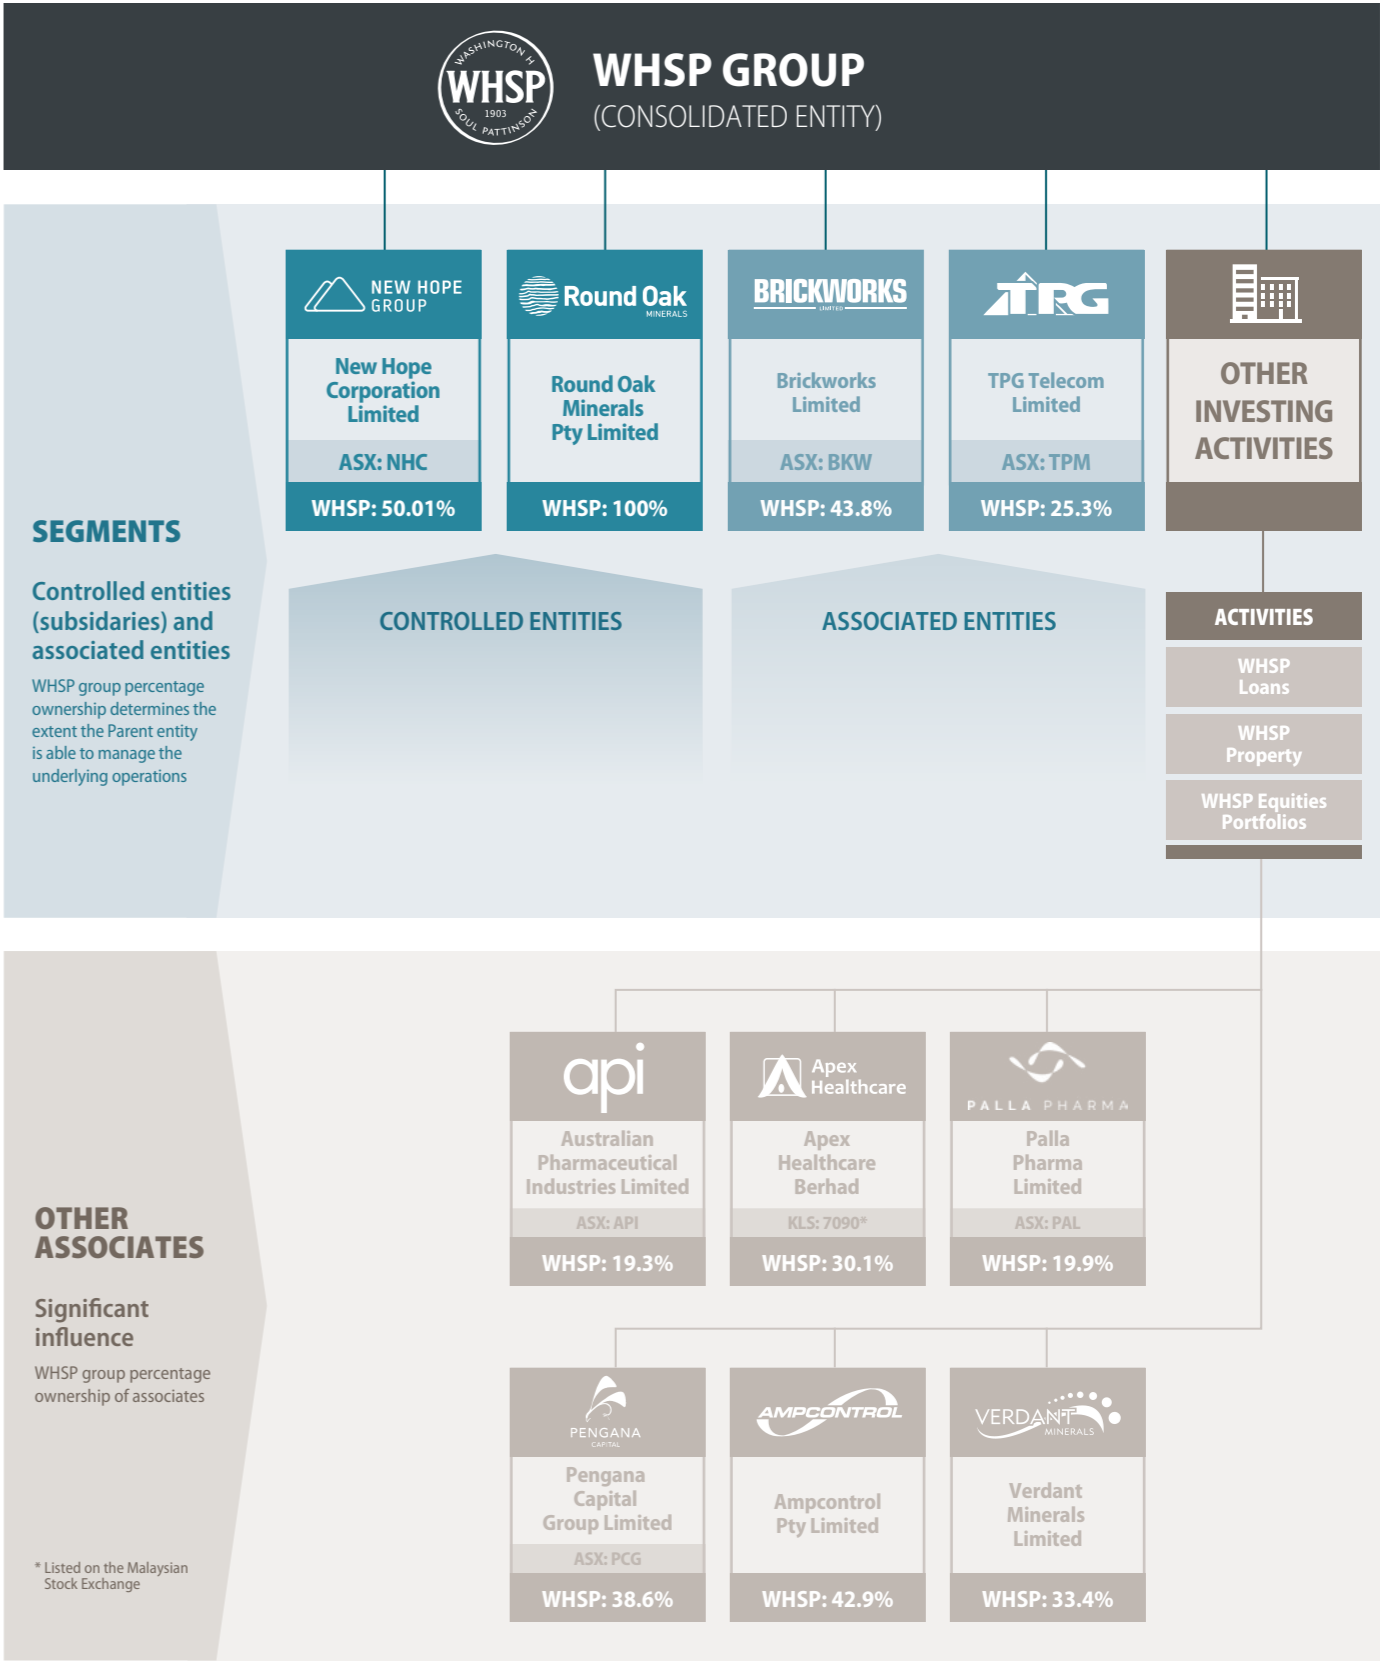 WASHINGTON H
WHSP
1903
SOUL PATTINSON
WHSP GROUP
(CONSOLIDATED ENTITY)
NEW HOPE
GROUP
New Hope
Corporation
Limited
ASX: NHC
WHSP: 50.01%
Round Oak
MINERALS
Round Oak
Minerals
Pty Limited
WHSP: 100%
BRICKWORKS
LIMITED
Brickworks
Limited
ASX: BKW
WHSP: 43.8%
TPG
TPG Telecom
Limited
ASX: TPM
WHSP: 25.3%
OTHER
INVESTING
ACTIVITIES
SEGMENTS
Controlled entities
(subsidaries) and
associated entities
WHSP group percentage
ownership determines the
extent the Parent entity
is able to manage the
underlying operations
CONTROLLED ENTITIES
ASSOCIATED ENTITIES
ACTIVITIES
WHSP
Loans
WHSP
Property
WHSP Equities
Portfolios
OTHER
ASSOCIATES
Significant
influence
WHSP group percentage
ownership of associates
* Listed on the Malaysian
Stock Exchange
api
Australian
Pharmaceutical
Industries Limited
ASX: API
WHSP: 19.3%
Apex
Healthcare
Apex
Healthcare
Berhad
KLS: 7090*
WHSP: 30.1%
PALLA PHARMA
Palla
Pharma
Limited
ASX: PAL
WHSP: 19.9%
PENGANA
CAPITAL
Pengana
Capital
Group Limited
ASX: PCG
WHSP: 38.6%
AMPCONTROL
Ampcontrol
Pty Limited
WHSP: 42.9%
VERDANT
MINERALS
Verdant
Minerals
Limited
WHSP: 33.4%